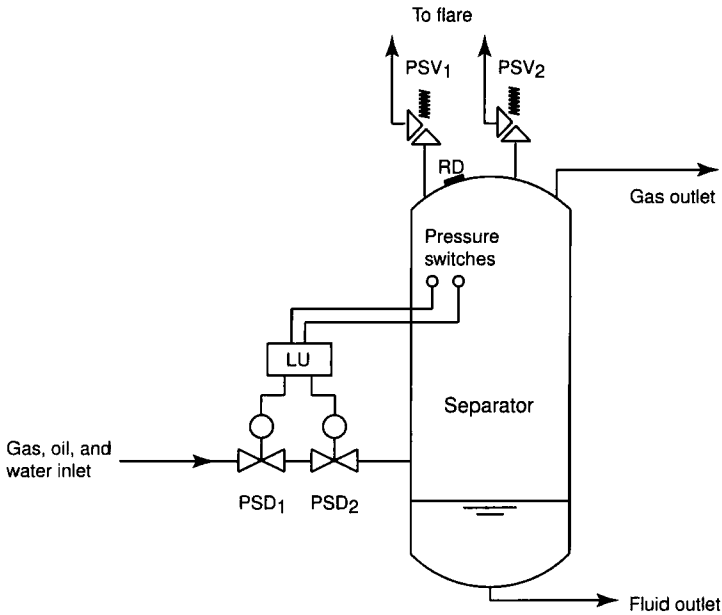 To flare
PSV1
PSV2
RD
Gas outlet
Pressure
switches
LU
Separator
Gas, oil, and
water inlet
PSD1
PSD2
Fluid outlet